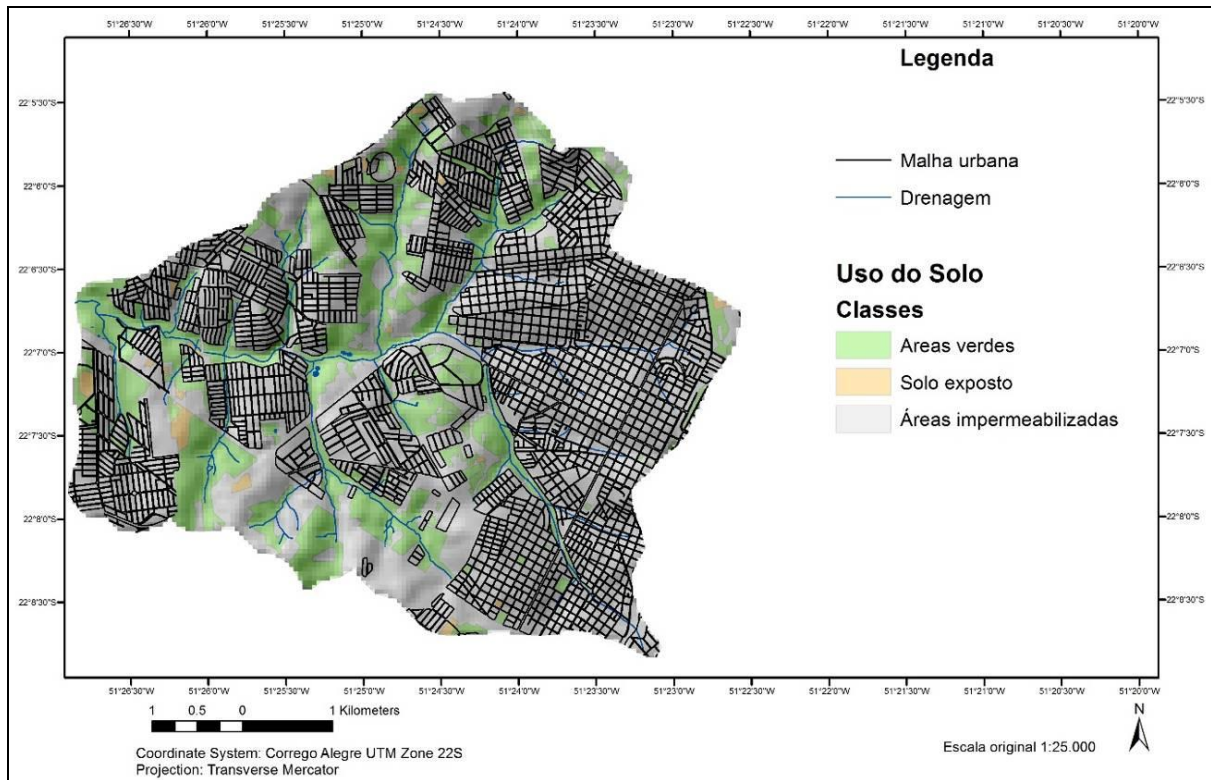 51°26'30"W 51°26'0"W 51°25'30"W 51°25'0"W 51°24'30"W 51°24'0"W 51°23'30"W 51°23'0"W 51°22'30"W 51°22'0"W 51°21'30"W 51°21'0"W 51°20'30"W 51°20'0"W
Legenda
22°5'30"S 22°5'30"S
Malha urbana
22°6'0"S 22°6'0"S
Drenagem
22°6'30"S 22°6'30"S
Uso do Solo
Classes
Areas verdes
22°7'0"S 22°7'0"S
Solo exposto
Áreas impermeabilizadas
22°7'30"S 22°7'30"S
22°8'0"S 22°8'0"S
22°8'30"S 22°8'30"S
51°26'30"W 51°26'0"W 51°25'30"W 51°25'0"W 51°24'30"W 51°24'0"W 51°23'30"W 51°23'0"W 51°22'30"W 51°22'0"W 51°21'30"W 51°21'0"W 51°20'30"W 51°20'0"W
1 0.5 0 1 Kilometers
N
Coordinate System: Corrego Alegre UTM Zone 22S
Projection: Transverse Mercator
Escala original 1:25.000